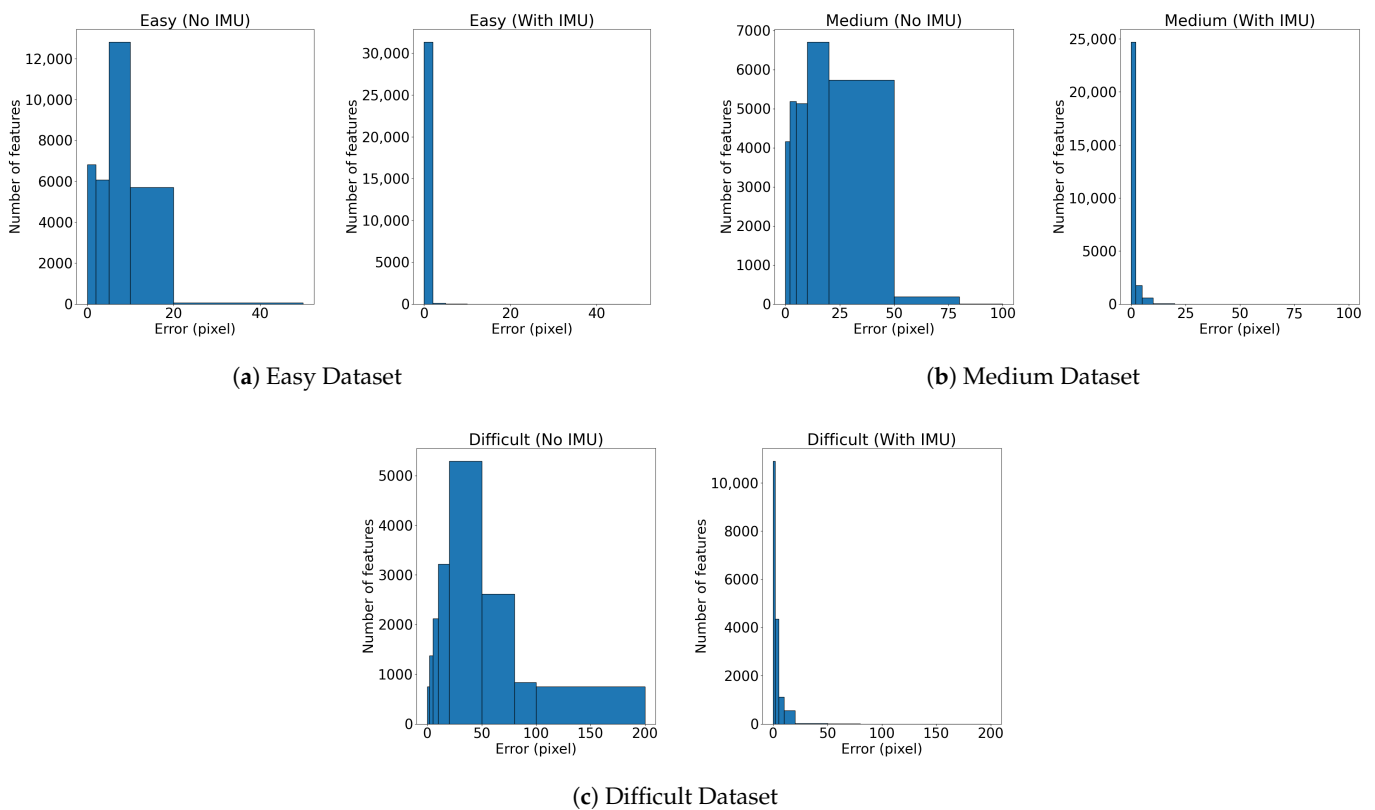 Easy (No IMU)
Number of features
12,000
10,000
8000
6000
4000
2000
0
0 20 40
Error (pixel)
Easy (With IMU)
Number of features
30,000
25,000
20,000
15,000
10,000
5000
0
0 20 40
Error (pixel)
(a) Easy Dataset
Medium (No IMU)
Number of features
7000
6000
5000
4000
3000
2000
1000
0
0 25 50 75 100
Error (pixel)
Medium (With IMU)
Number of features
25,000
20,000
15,000
10,000
5000
0
0 25 50 75 100
Error (pixel)
(b) Medium Dataset
Difficult (No IMU)
Number of features
5000
4000
3000
2000
1000
0
0 50 100 150 200
Error (pixel)
Difficult (With IMU)
Number of features
10,000
8000
6000
4000
2000
0
0 50 100 150 200
Error (pixel)
(c) Difficult Dataset